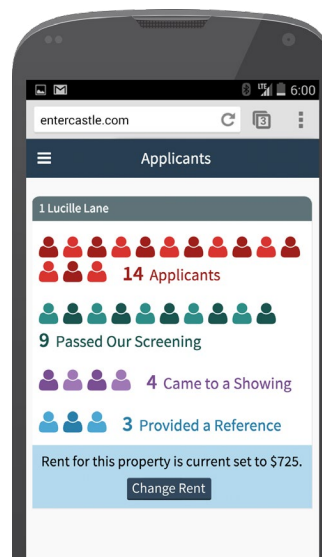 LTE 6:00
entercastle.com 3
Applicants
1 Lucille Lane
14 Applicants
9 Passed Our Screening
4 Came to a Showing
3 Provided a Reference
Rent for this property is current set to $725.
Change Rent